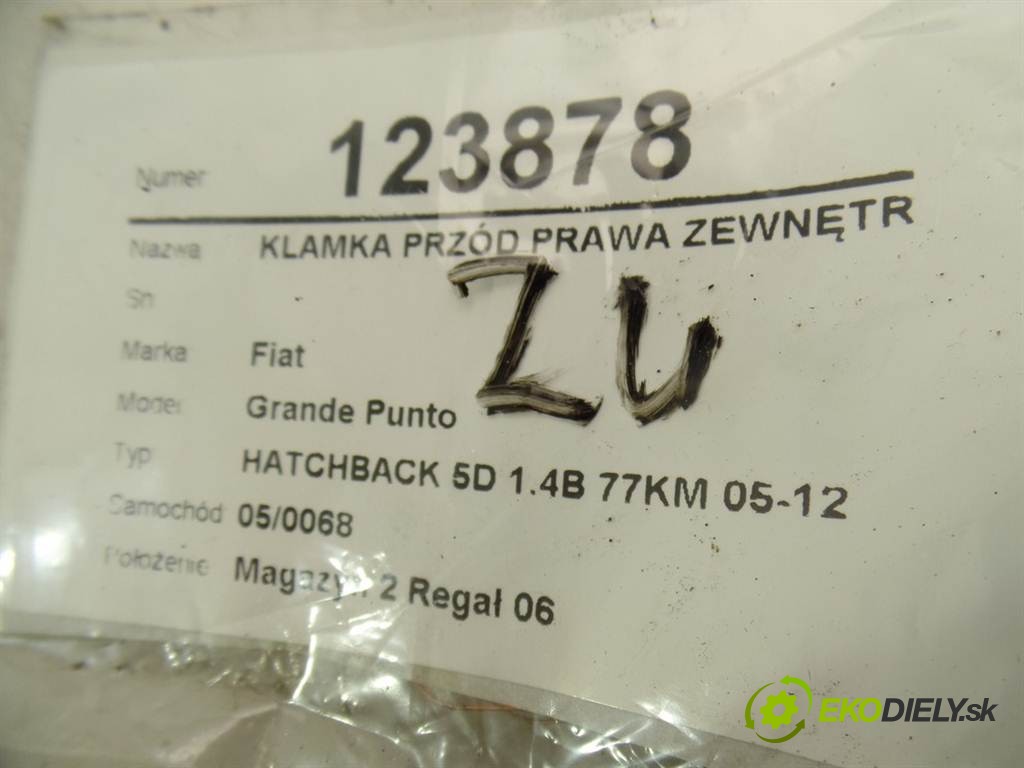 Numer 123878
Nazwa KLAMKA PRZÓD PRAWA ZEWNĘTR
Sn
Marka Fiat
Model Grande Punto
ZU
Typ HATCHBACK 5D 1.4B 77KM 05-12
Samochód 05/0068
Położenie Magazyn 2 Regał 06
EKODIELY.sk